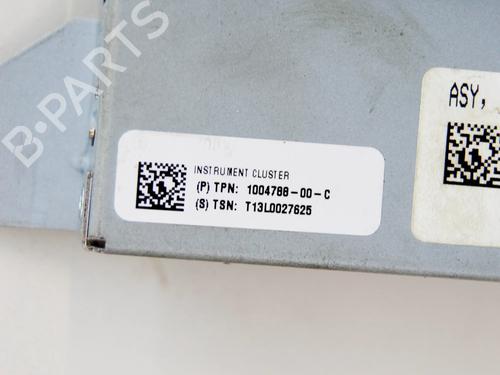 B-PARTS
ASY,
INSTRUMENT CLUSTER
(P) TPN: 1004788-00-C
(S) TSN: T13L0027625